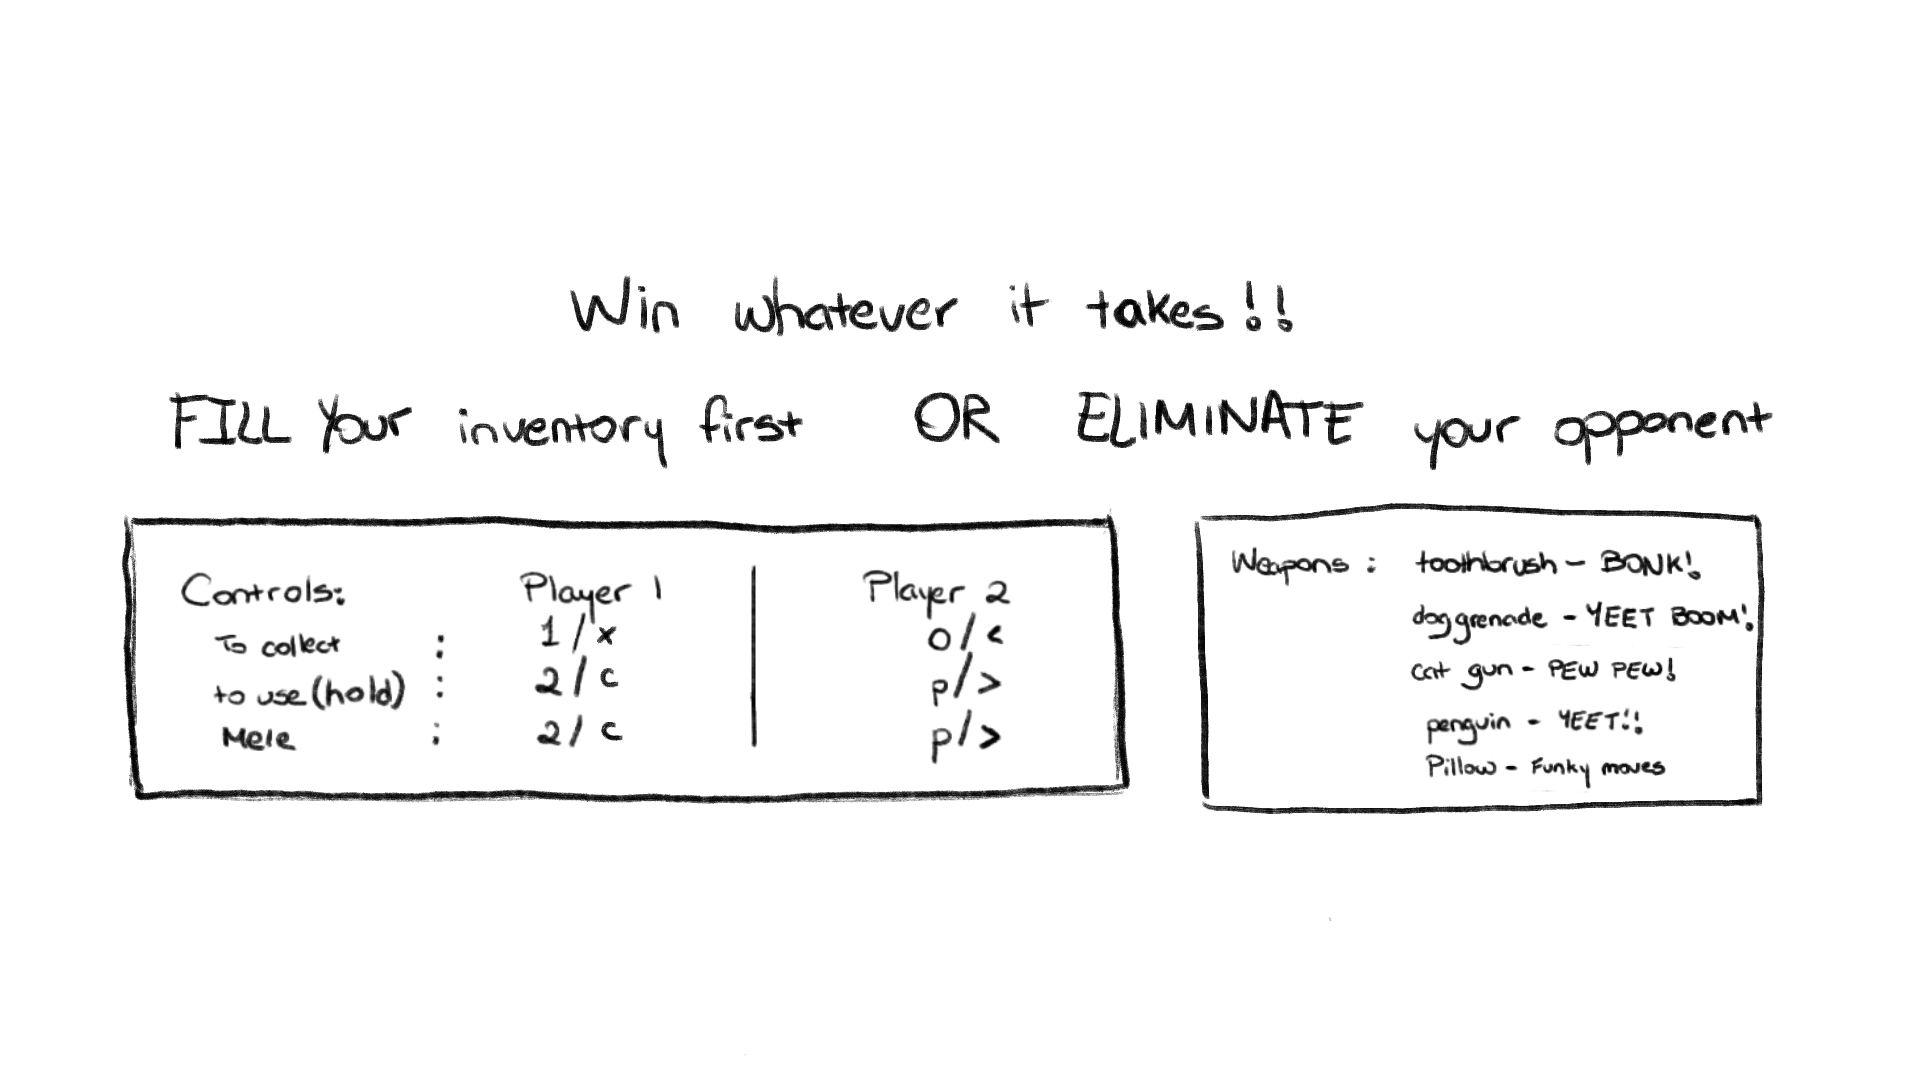 Win whatever it takes!!
FILL Your inventory first OR ELIMINATE your opponent
Controls: Player 1 | Player 2
To collect : 1/x o/<
to use (hold) : 2/c p/>
Mele : 2/c p/>
Weapons : toothbrush - BONK!
dog grenade - YEET BOOM!
cat gun - PEW PEW!
penguin - YEET!!
Pillow - Funky moves